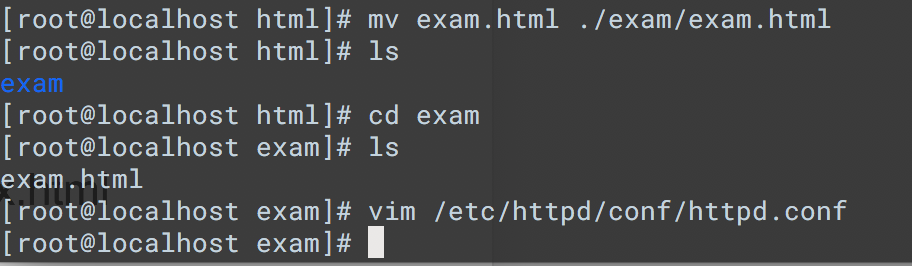 [root@localhost html]# mv exam.html ./exam/exam.html
[root@localhost html]# ls
exam
[root@localhost html]# cd exam
[root@localhost exam]# ls
exam.html
[root@localhost exam]# vim /etc/httpd/conf/httpd.conf
[root@localhost exam]#